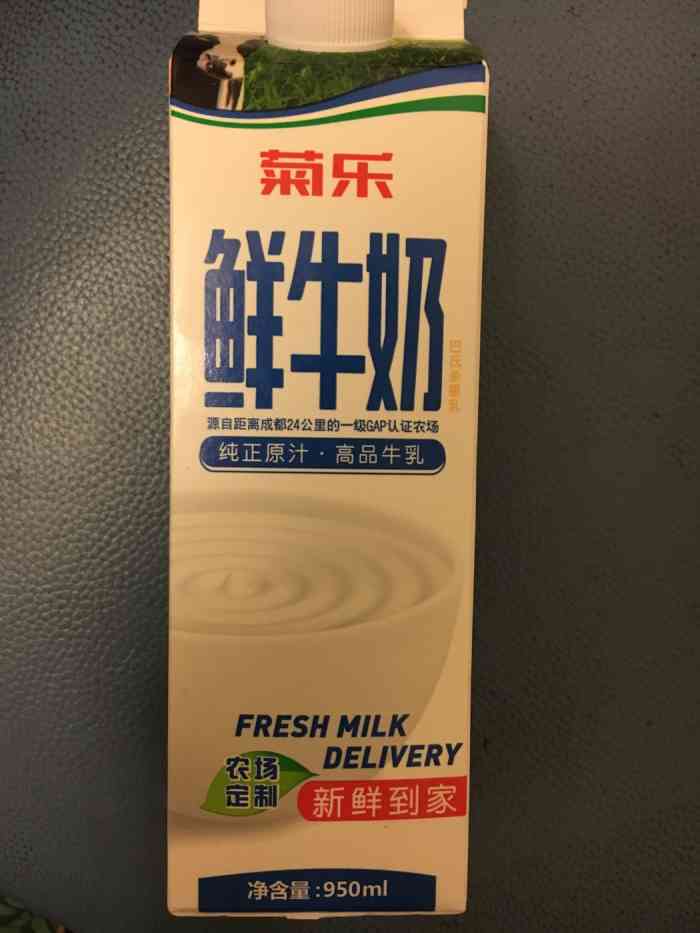 菊乐
鲜牛奶
巴氏杀菌乳
源自距离成都24公里的一级GAP认证农场
纯正原汁·高品牛乳
FRESH MILK
DELIVERY
农场
定制
新鲜到家
净含量:950ml